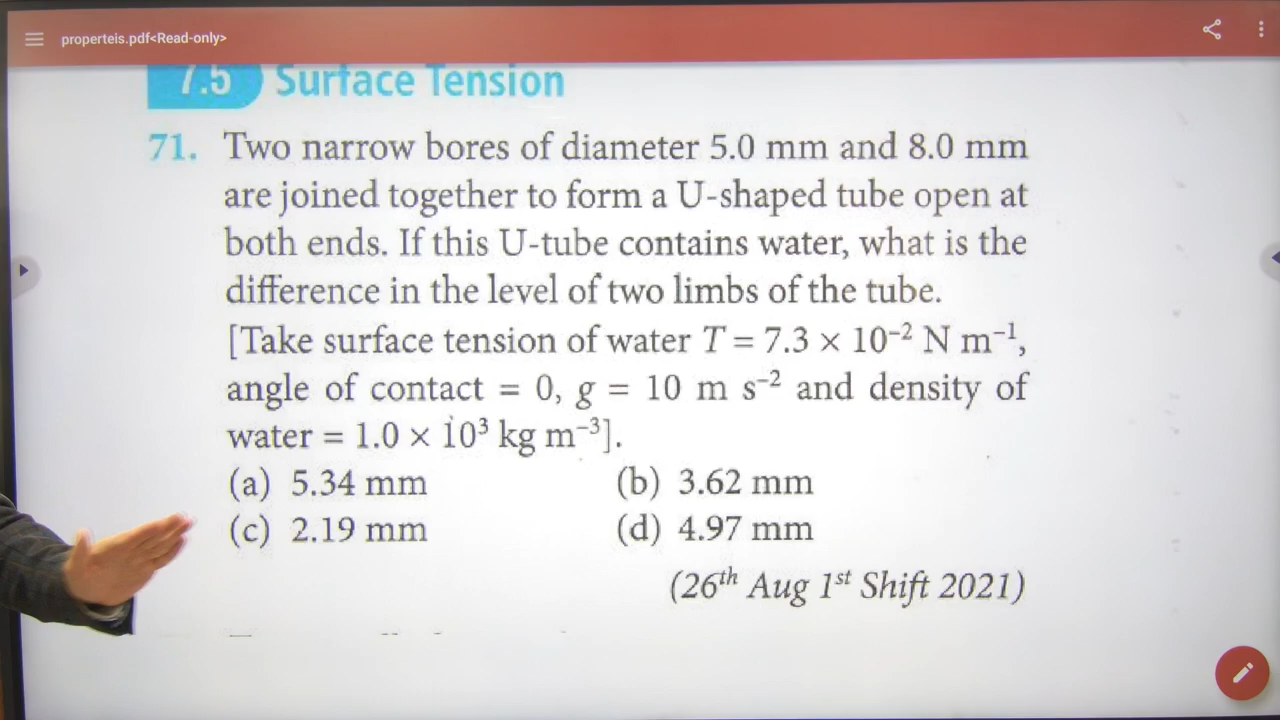 properteis.pdf<Read-only>
7.5 Surface Tension
71. Two narrow bores of diameter 5.0 mm and 8.0 mm
are joined together to form a U-shaped tube open at
both ends. If this U-tube contains water, what is the
difference in the level of two limbs of the tube.
[Take surface tension of water T = 7.3 × 10⁻² N m⁻¹,
angle of contact = 0, g = 10 m s⁻² and density of
water = 1.0 × 10³ kg m⁻³].
(a) 5.34 mm (b) 3.62 mm
(c) 2.19 mm (d) 4.97 mm
(26th Aug 1st Shift 2021)